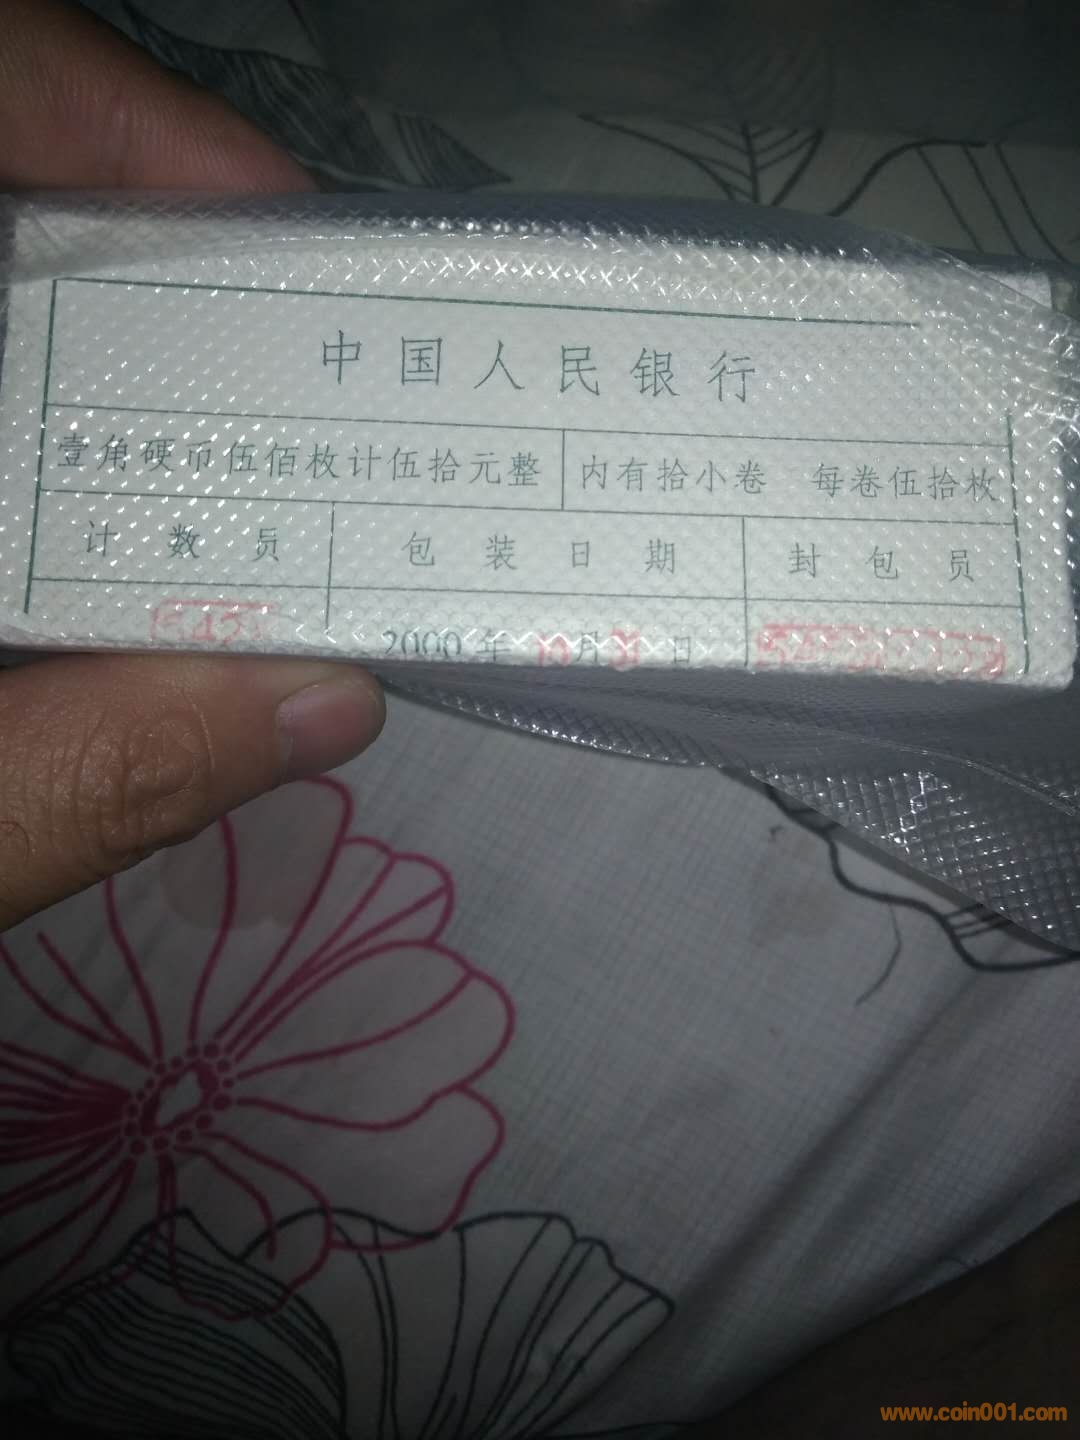 中国人民银行
壹角硬币伍佰枚计伍拾元整 内有拾小卷 每卷伍拾枚
计数员 包装日期 封包员
2000年 月 日
www.coin001.com